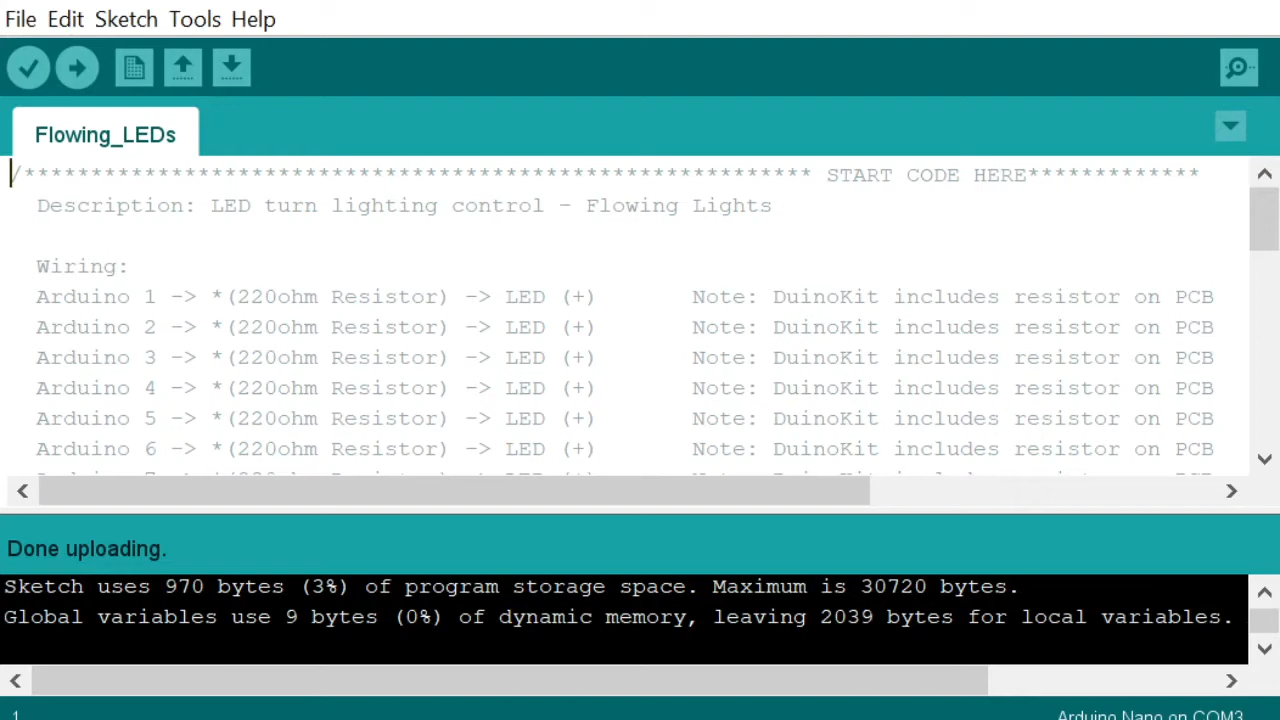 File Edit Sketch Tools Help
Flowing_LEDs
/*********************************************************** START CODE HERE*************
Description: LED turn lighting control - Flowing Lights
Wiring:
Arduino 1 -> *(220ohm Resistor) -> LED (+) Note: DuinoKit includes resistor on PCB
Arduino 2 -> *(220ohm Resistor) -> LED (+) Note: DuinoKit includes resistor on PCB
Arduino 3 -> *(220ohm Resistor) -> LED (+) Note: DuinoKit includes resistor on PCB
Arduino 4 -> *(220ohm Resistor) -> LED (+) Note: DuinoKit includes resistor on PCB
Arduino 5 -> *(220ohm Resistor) -> LED (+) Note: DuinoKit includes resistor on PCB
Arduino 6 -> *(220ohm Resistor) -> LED (+) Note: DuinoKit includes resistor on PCB
Done uploading.
Sketch uses 970 bytes (3%) of program storage space. Maximum is 30720 bytes.
Global variables use 9 bytes (0%) of dynamic memory, leaving 2039 bytes for local variables.
1 Arduino Nano on COM3